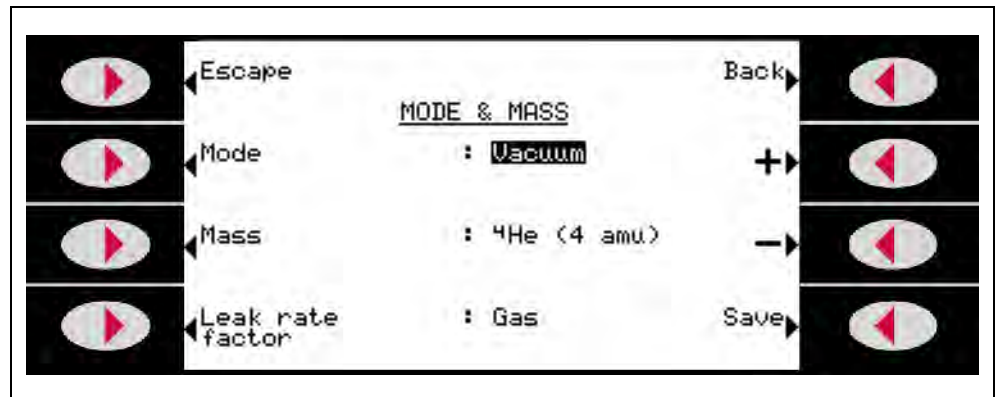 Escape Back
MODE & MASS
Mode : Vacuum +
Mass : ⁴He (4 amu) −
Leak rate factor : Gas Save